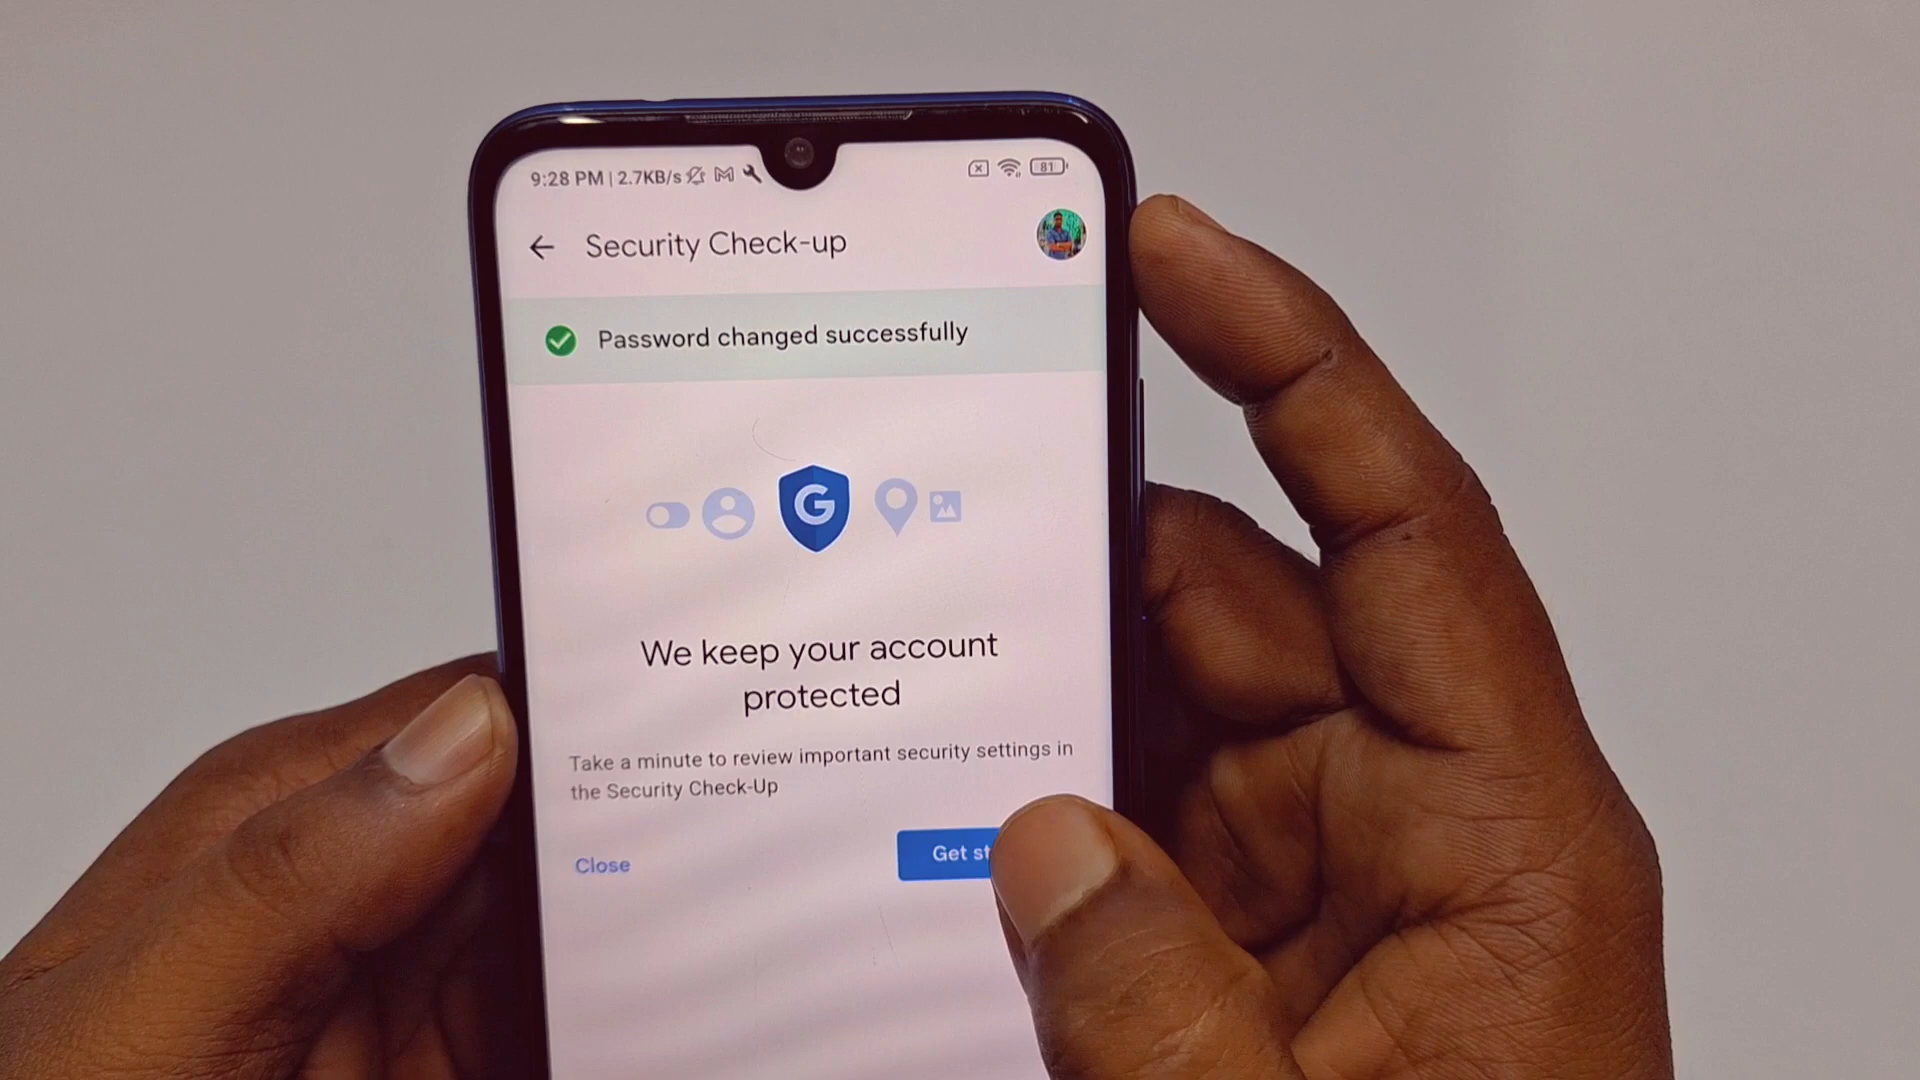 9:28 PM | 2.7KB/s
81
Security Check-up
Password changed successfully
G
We keep your account
protected
Take a minute to review important security settings in
the Security Check-Up
Close
Get st